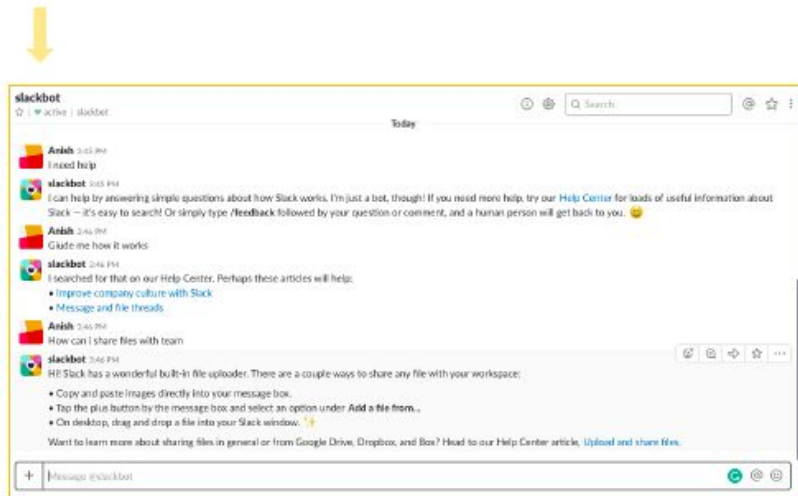 slackbot
active | slackbot
Search
Today
Anish 2:45 PM
I need help
slackbot 2:45 PM
I can help by answering simple questions about how Slack works. I'm just a bot, though! If you need more help, try our Help Center for loads of useful information about
Slack — it's easy to search! Or simply type /feedback followed by your question or comment, and a human person will get back to you.
Anish 2:46 PM
Giude me how it works
slackbot 2:46 PM
I searched for that on our Help Center. Perhaps these articles will help:
• Improve company culture with Slack
• Message and file threads
Anish 2:46 PM
How can I share files with team
slackbot 2:46 PM
Hi! Slack has a wonderful built-in file uploader. There are a couple ways to share any file with your workspace:
• Copy and paste images directly into your message box.
• Tap the plus button by the message box and select an option under Add a file from...
• On desktop, drag and drop a file into your Slack window.
Want to learn more about sharing files in general or from Google Drive, Dropbox, and Box? Head to our Help Center article, Upload and share files.
Message @slackbot